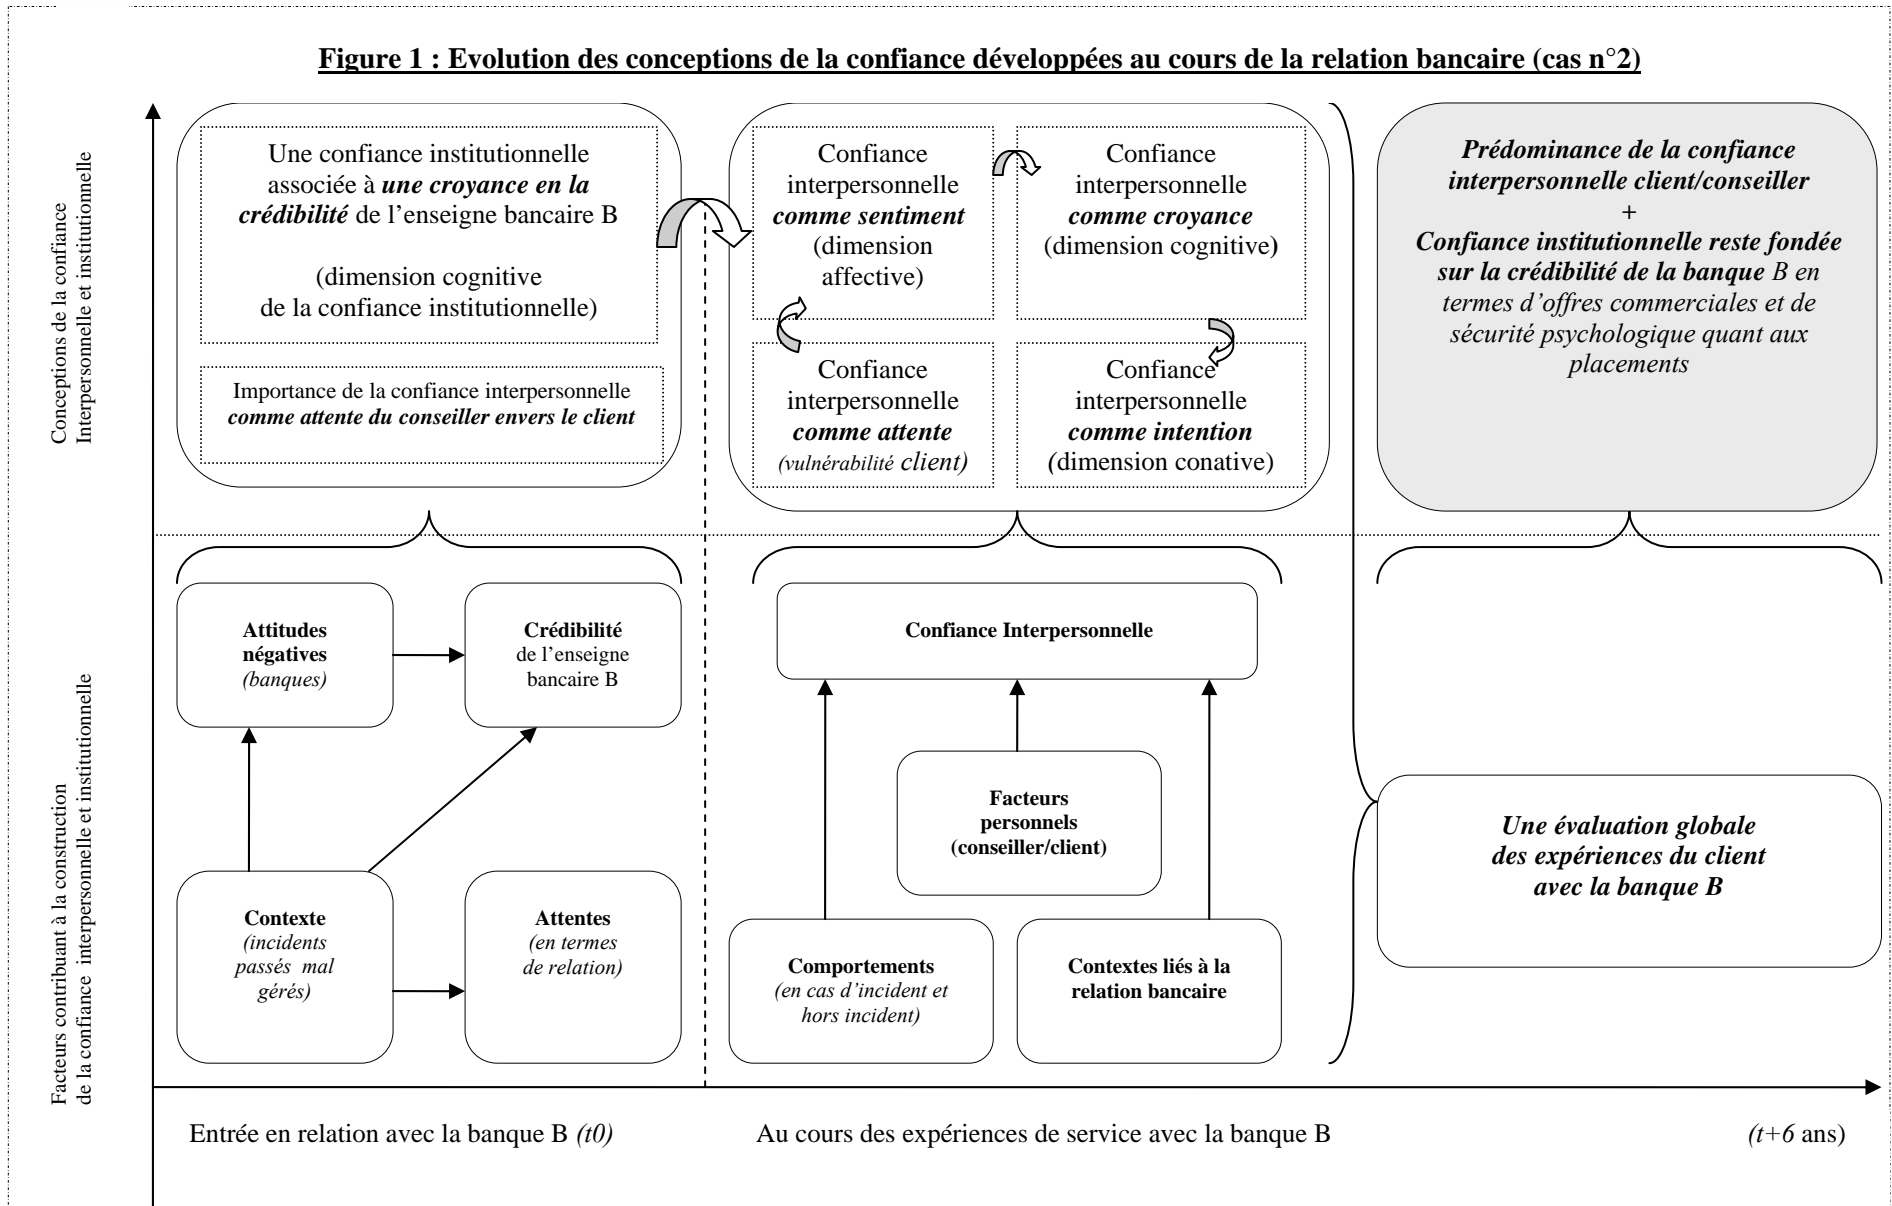 Figure 1 : Evolution des conceptions de la confiance développées au cours de la relation bancaire (cas n°2)
Conceptions de la confiance
Interpersonnelle et institutionnelle
Une confiance institutionnelle
associée à une croyance en la
crédibilité de l’enseigne bancaire B
(dimension cognitive
de la confiance institutionnelle)
Importance de la confiance interpersonnelle
comme attente du conseiller envers le client
Confiance
interpersonnelle
comme sentiment
(dimension
affective)
Confiance
interpersonnelle
comme croyance
(dimension cognitive)
Confiance
interpersonnelle
comme attente
(vulnérabilité client)
Confiance
interpersonnelle
comme intention
(dimension conative)
Prédominance de la confiance
interpersonnelle client/conseiller
+
Confiance institutionnelle reste fondée
sur la crédibilité de la banque B en
termes d’offres commerciales et de
sécurité psychologique quant aux
placements
Facteurs contribuant à la construction
de la confiance interpersonnelle et institutionnelle
Attitudes
négatives
(banques)
Crédibilité
de l’enseigne
bancaire B
Contexte
(incidents
passés mal
gérés)
Attentes
(en termes
de relation)
Confiance Interpersonnelle
Facteurs
personnels
(conseiller/client)
Comportements
(en cas d’incident et
hors incident)
Contextes liés à la
relation bancaire
Une évaluation globale
des expériences du client
avec la banque B
Entrée en relation avec la banque B (t0)
Au cours des expériences de service avec la banque B
(t+6 ans)